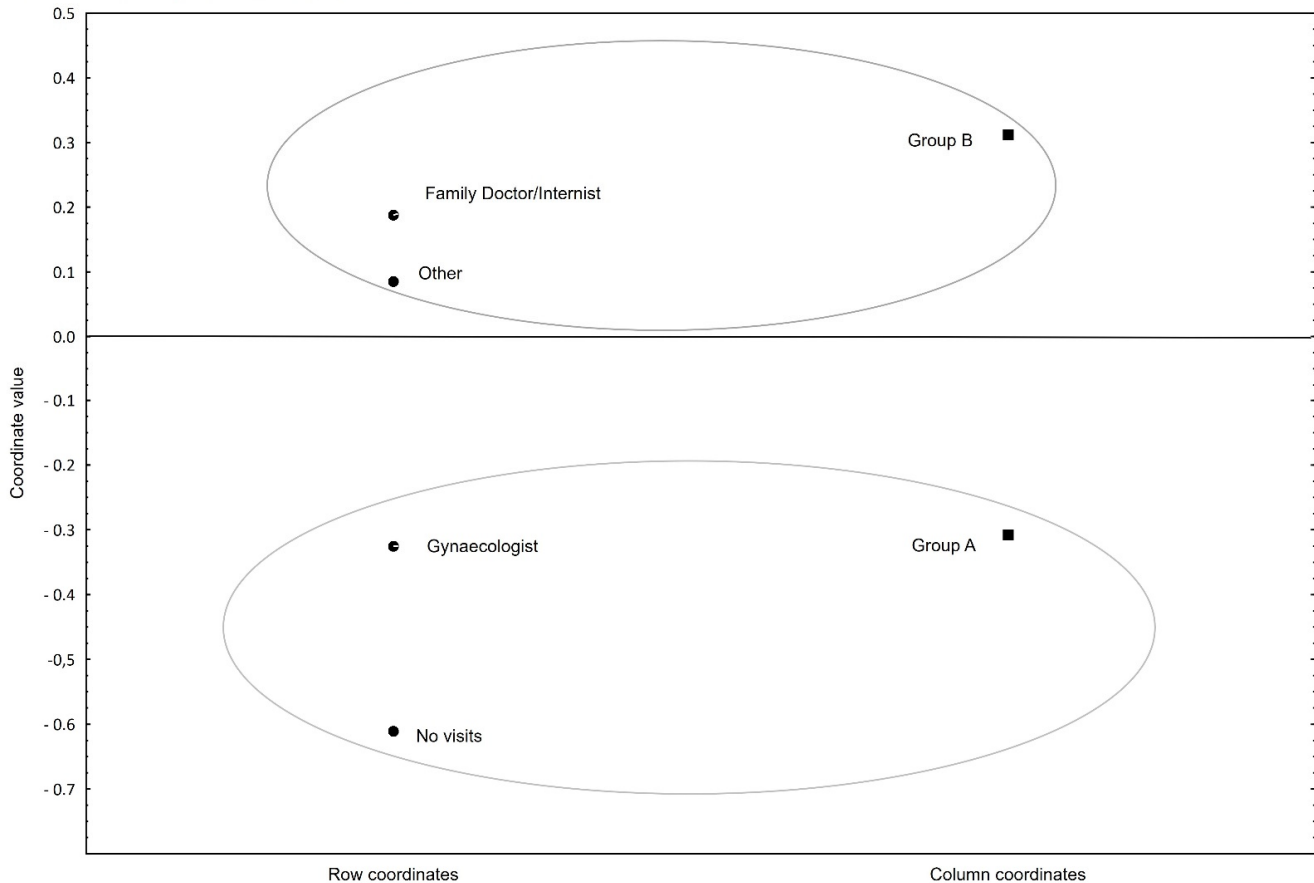 0.5
0.4
0.3
Group B
Family Doctor/Internist
0.2
Other
0.1
0.0
- 0.1
Coordinate value
- 0.2
- 0.3
Gynaecologist
Group A
- 0.4
- 0,5
- 0.6
No visits
- 0.7
Row coordinates
Column coordinates